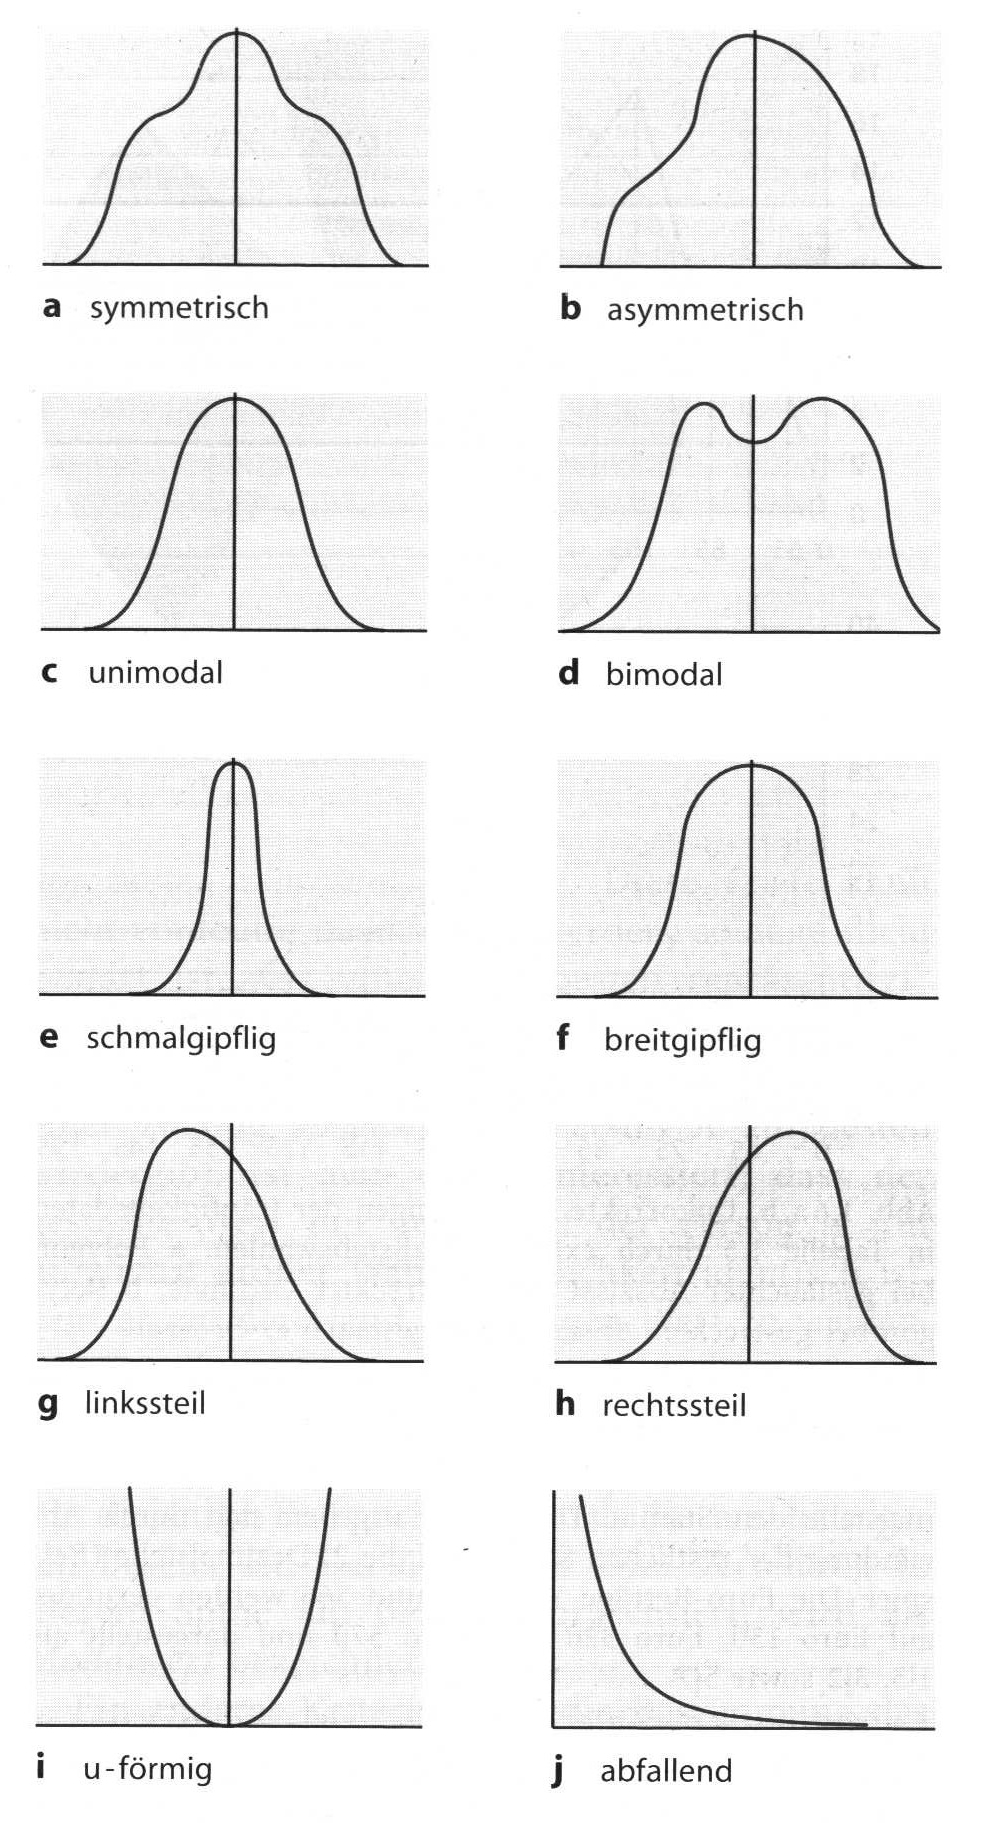 a symmetrisch
b asymmetrisch
c unimodal
d bimodal
e schmalgipflig
f breitgipflig
g linkssteil
h rechtssteil
i u-förmig
j abfallend